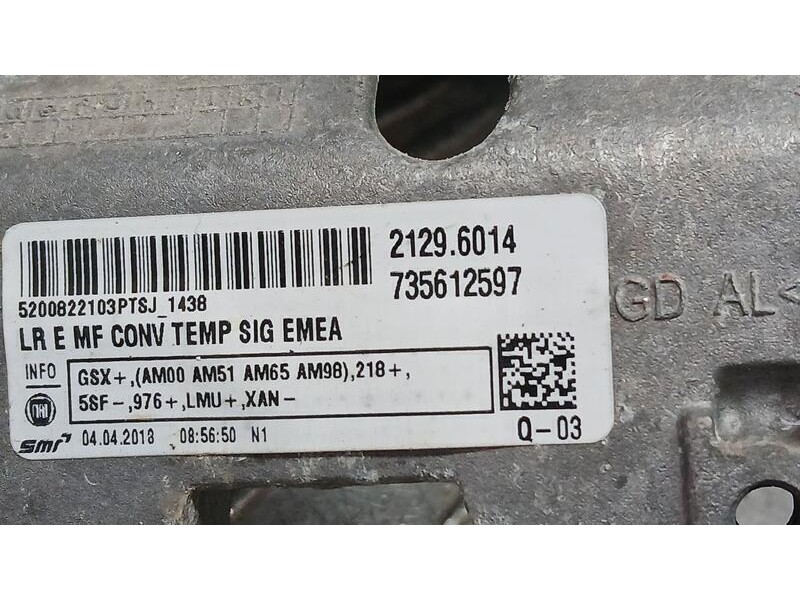 2129.6014
735612597
5200822103PTSJ_1438
LR E MF CONV TEMP SIG EMEA
INFO
GSX+,(AM00 AM51 AM65 AM98),218+,
5SF-,976+,LMU+,XAN-
smr
04.04.2018 08:56:50 N1
Q-03
GD AL<